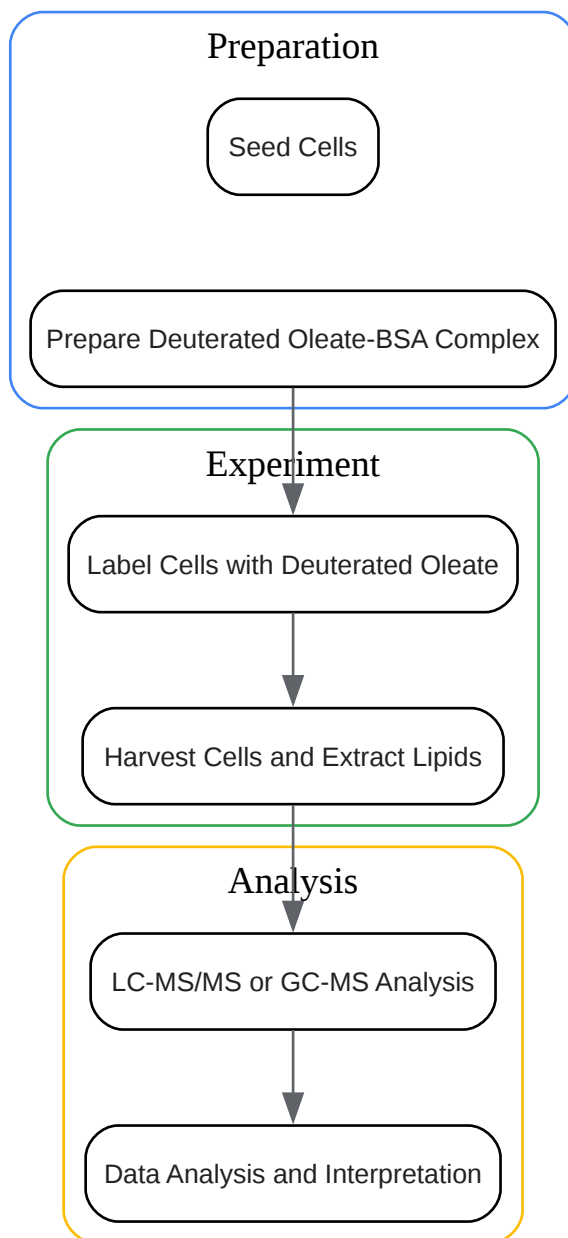 Preparation
Seed Cells
Prepare Deuterated Oleate-BSA Complex
Experiment
Label Cells with Deuterated Oleate
Harvest Cells and Extract Lipids
Analysis
LC-MS/MS or GC-MS Analysis
Data Analysis and Interpretation